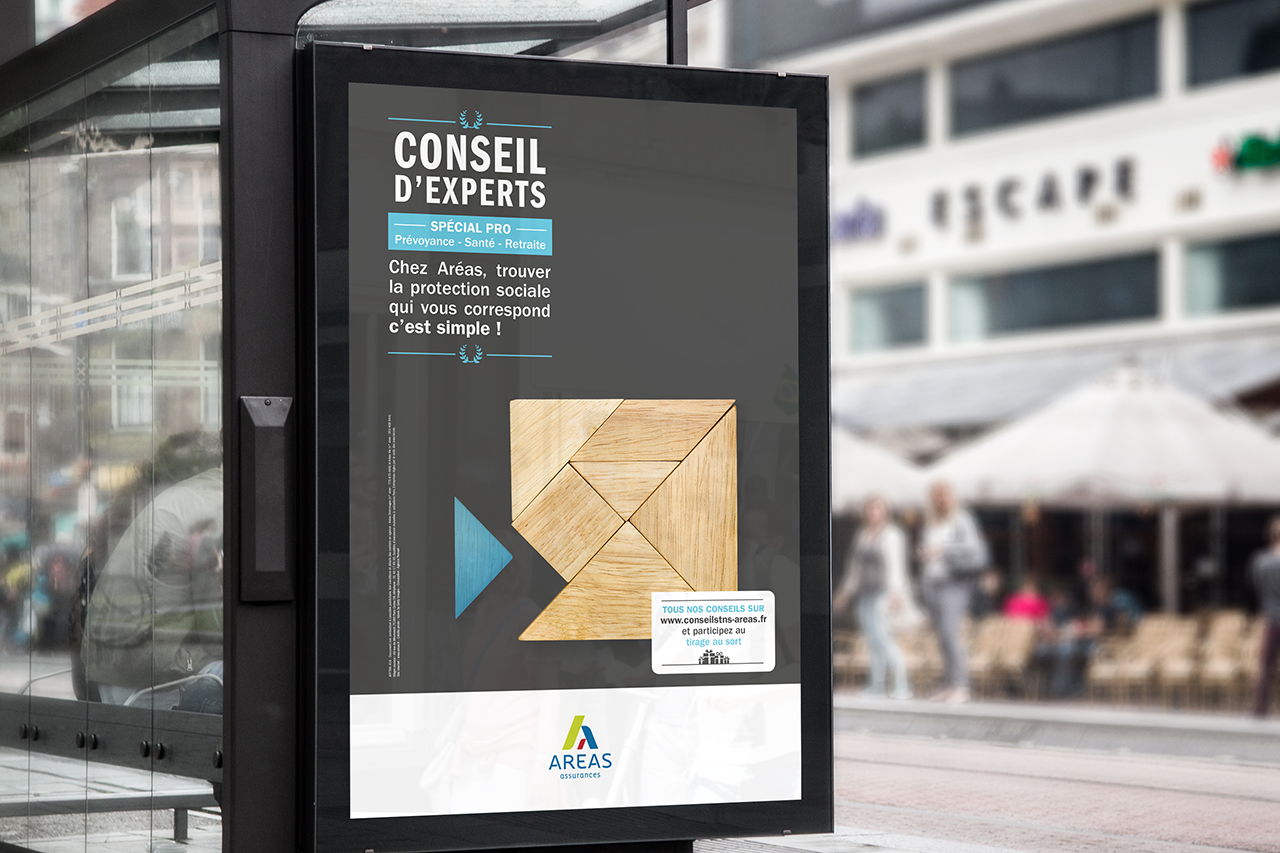 CONSEIL
D'EXPERTS
SPÉCIAL PRO
Prévoyance - Santé - Retraite
Chez Aréas, trouver
la protection sociale
qui vous correspond
c'est simple !
TOUS NOS CONSEILS SUR
www.conseilstns-areas.fr
et participez au
tirage au sort
AREAS
assurances
ESCAPE